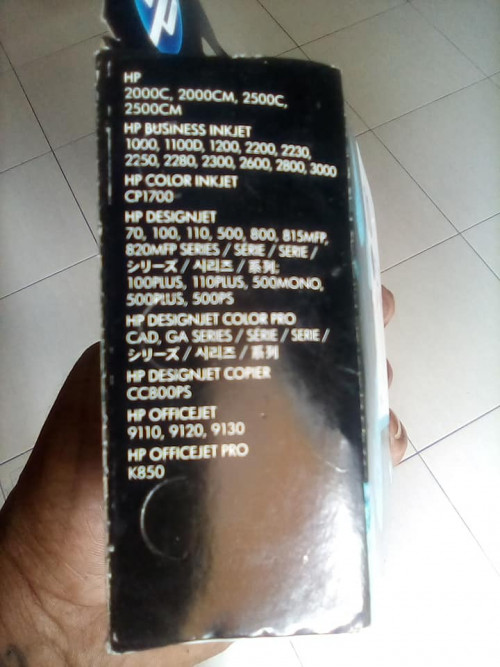 HP
2000C, 2000CM, 2500C,
2500CM
HP BUSINESS INKJET
1000, 1100D, 1200, 2200, 2230,
2250, 2280, 2300, 2600, 2800, 3000
HP COLOR INKJET
CP1700
HP DESIGNJET
70, 100, 110, 500, 800, 815MFP,
820MFP SERIES / SÉRIE / SERIE /
シリーズ / 시리즈 / 系列:
100PLUS, 110PLUS, 500MONO,
500PLUS, 500PS
HP DESIGNJET COLOR PRO
CAD, GA SERIES / SÉRIE / SERIE /
シリーズ / 시리즈 / 系列
HP DESIGNJET COPIER
CC800PS
HP OFFICEJET
9110, 9120, 9130
HP OFFICEJET PRO
K850